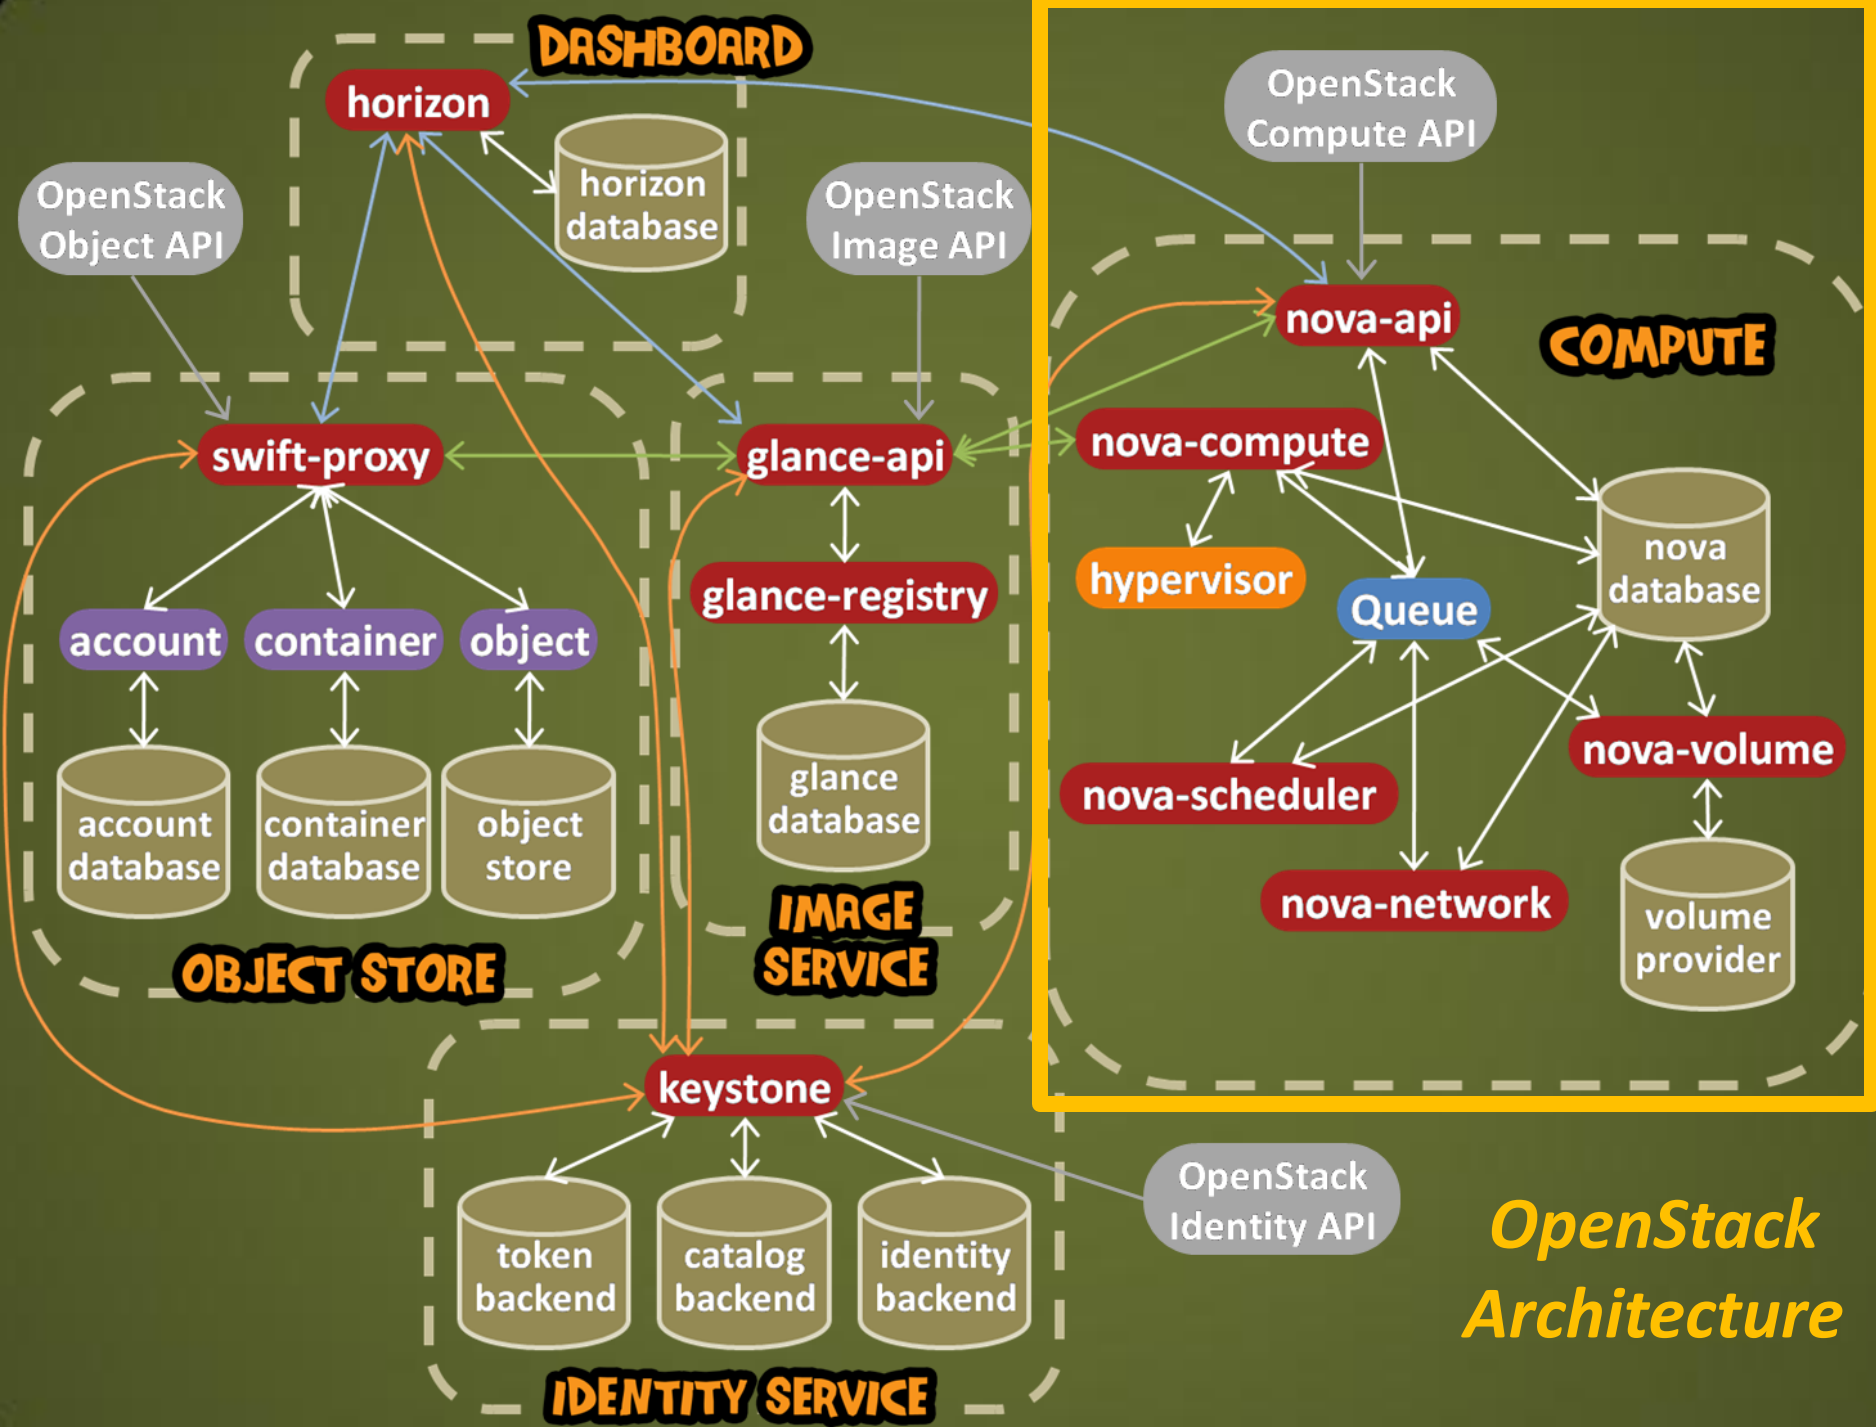 DASHBOARD
horizon
horizon
database
OpenStack
Object API
OpenStack
Image API
OpenStack
Compute API
swift-proxy
account
container
object
account
database
container
database
object
store
OBJECT STORE
glance-api
glance-registry
glance
database
IMAGE
SERVICE
nova-api
COMPUTE
nova-compute
hypervisor
Queue
nova
database
nova-scheduler
nova-volume
nova-network
volume
provider
keystone
token
backend
catalog
backend
identity
backend
IDENTITY SERVICE
OpenStack
Identity API
OpenStack
Architecture